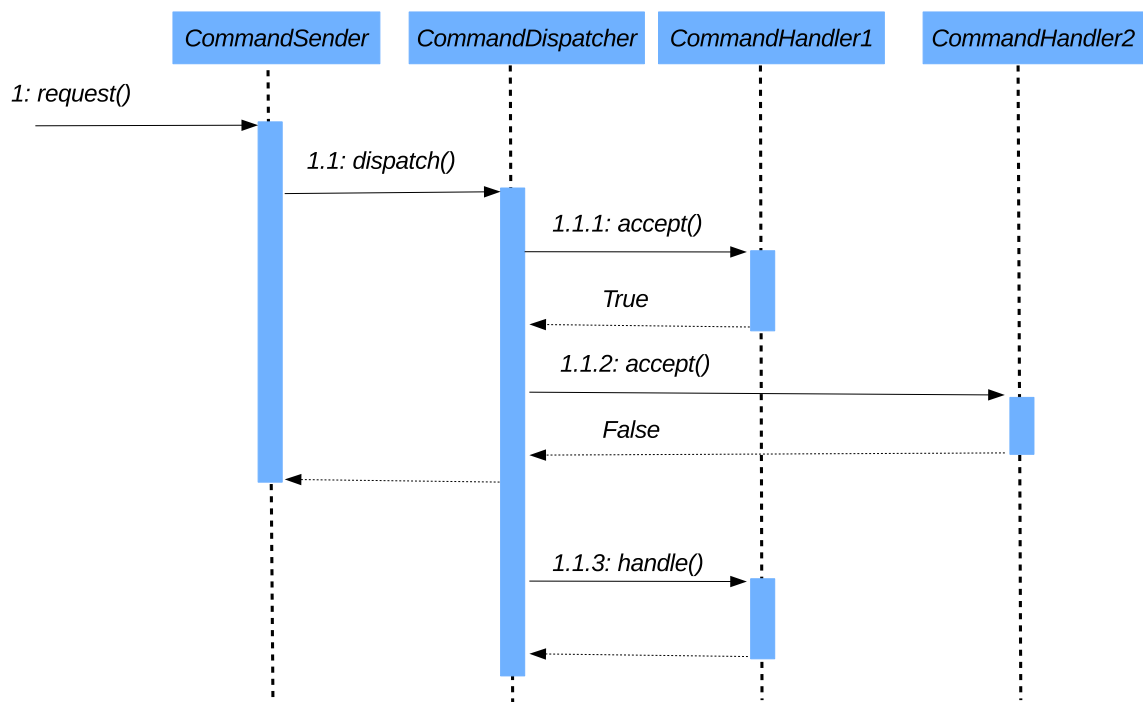 CommandSender
CommandDispatcher
CommandHandler1
CommandHandler2
1: request()
1.1: dispatch()
1.1.1: accept()
True
1.1.2: accept()
False
1.1.3: handle()